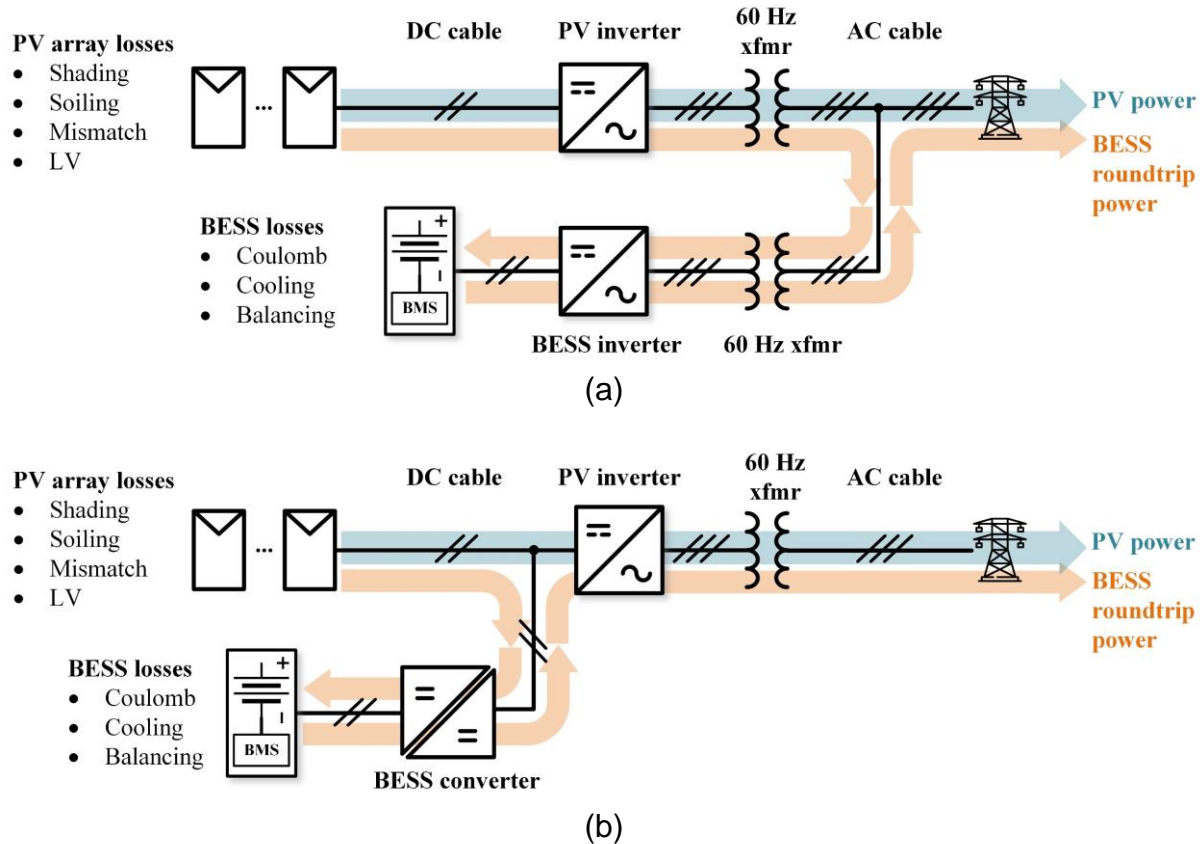 60 Hz
xfmr
DC cable
PV inverter
AC cable
PV array losses
• Shading
• Soiling
• Mismatch
• LV
...
PV power
BESS
roundtrip
power
BESS losses
• Coulomb
• Cooling
• Balancing
+
BMS
BESS inverter
60 Hz xfmr
(a)
60 Hz
xfmr
DC cable
PV inverter
AC cable
PV array losses
• Shading
• Soiling
• Mismatch
• LV
...
PV power
BESS
roundtrip
power
BESS losses
• Coulomb
• Cooling
• Balancing
+
BMS
BESS converter
(b)